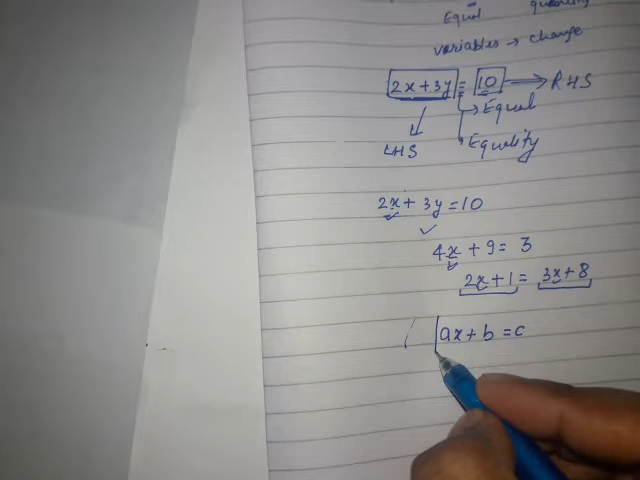 Equal quantity
variables → change
2x+3y = 10 → RHS
→ Equal
LHS → Equality
2x + 3y = 10
4x + 9 = 3
2x + 1 = 3x + 8
ax + b = c